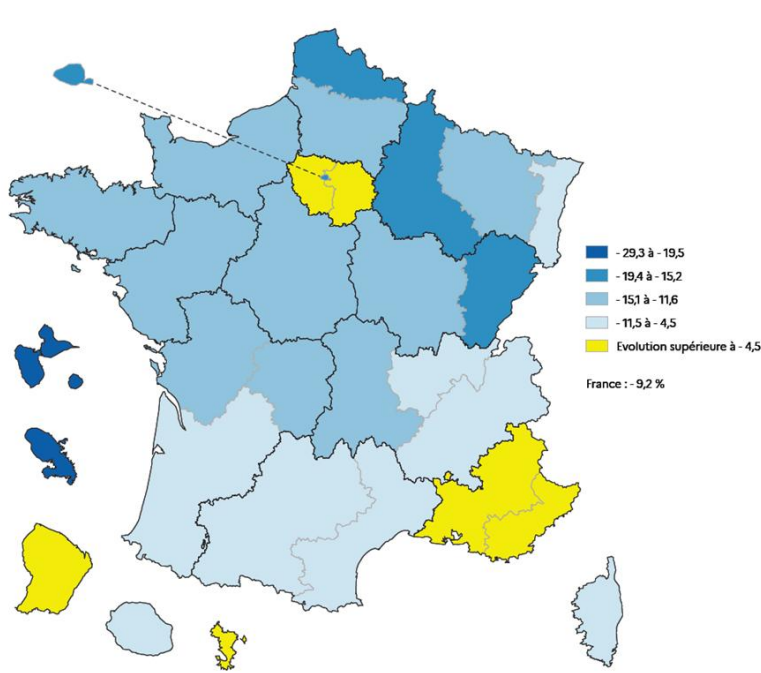 - 29,3 à - 19,5
- 19,4 à - 15,2
- 15,1 à - 11,6
- 11,5 à - 4,5
Evolution supérieure à - 4,5
France : - 9,2 %